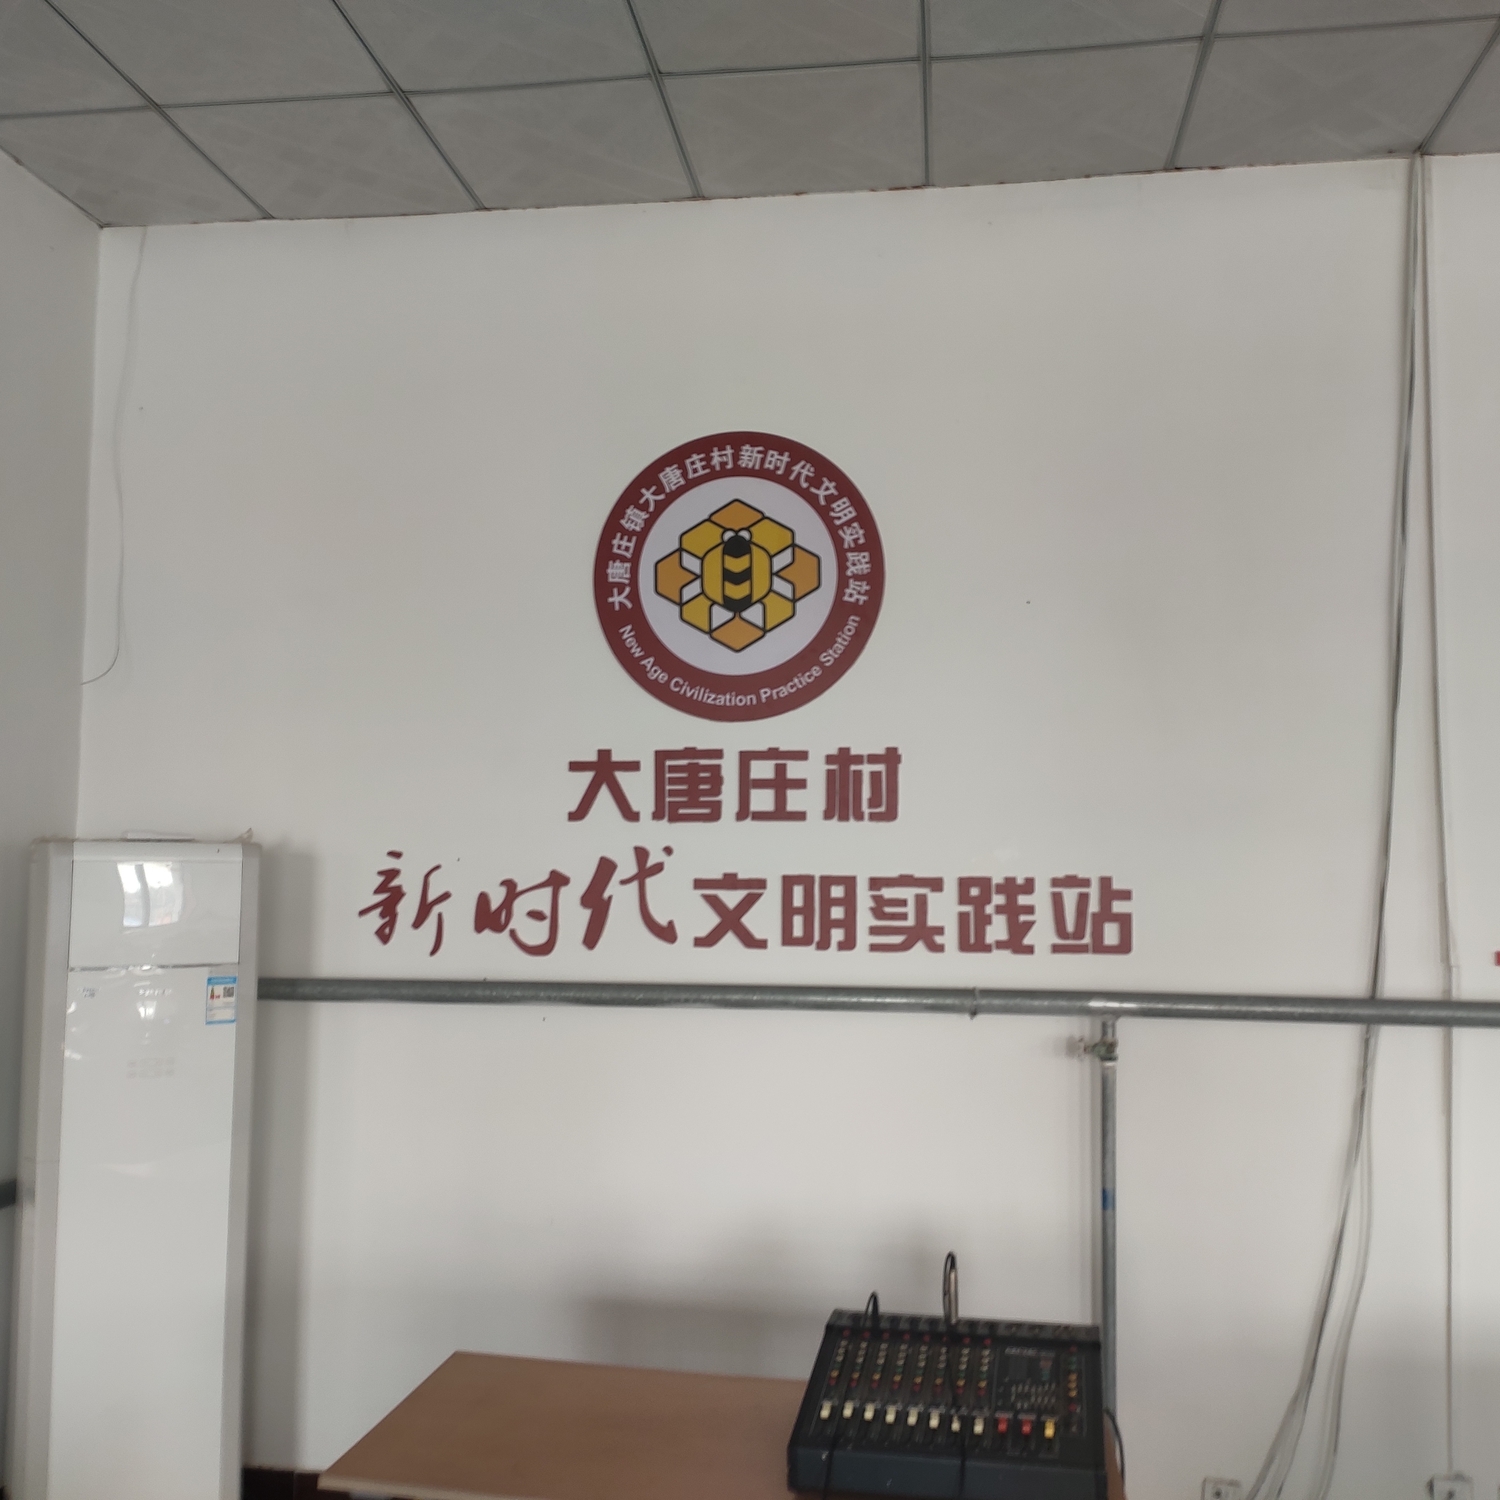 大唐庄镇大唐庄村新时代文明实践站
New Age Civilization Practice Station
大唐庄村
新时代文明实践站